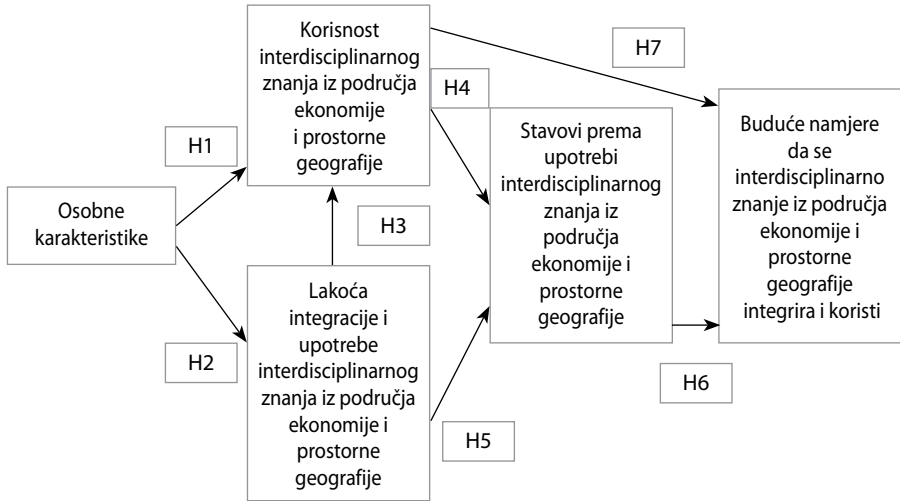 Osobne
karakteristike
H1
H2
Korisnost
interdisciplinarnog
znanja iz područja
ekonomije
i prostorne
geografije
H3
Lakoća
integracije i
upotrebe
interdisciplinarnog
znanja iz područja
ekonomije i
prostorne
geografije
H4
H5
Stavovi prema
upotrebi
interdisciplinarnog
znanja iz
područja
ekonomije i
prostorne
geografije
H7
H6
Buduće namjere
da se
interdisciplinarno
znanje iz područja
ekonomije i
prostorne
geografije
integrira i koristi